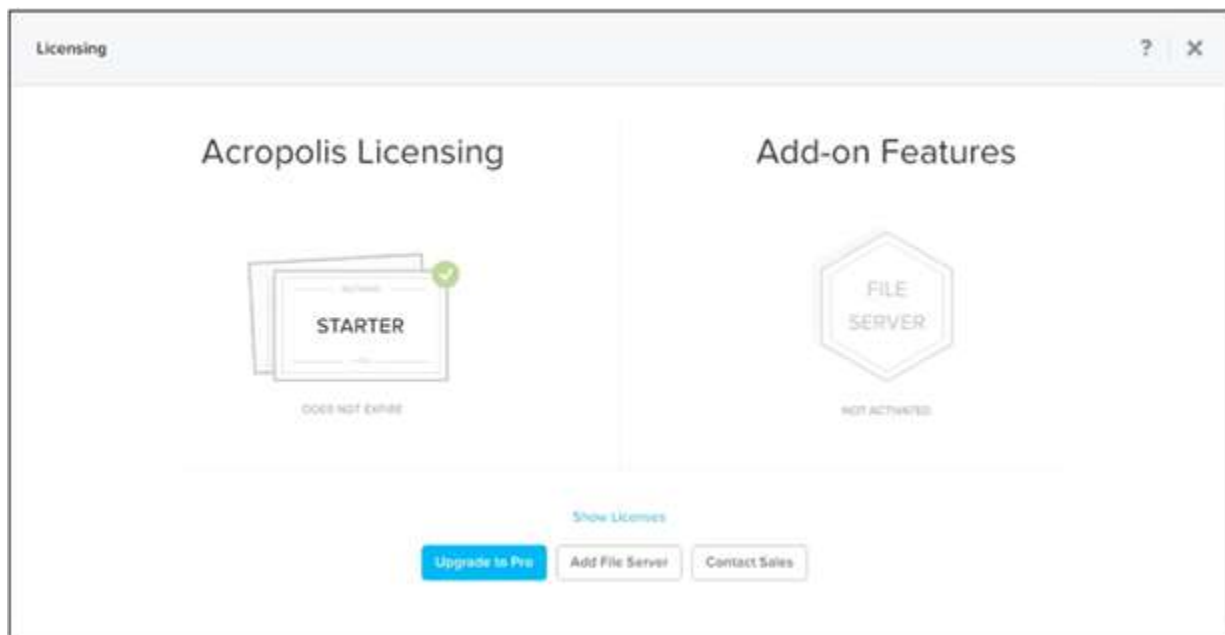 Licensing
?
Acropolis Licensing
Add-on Features
STARTER
DOES NOT EXPIRE
FILE
SERVER
NOT ACTIVATED
Show Licenses
Upgrade to Pro
Add File Server
Contact Sales